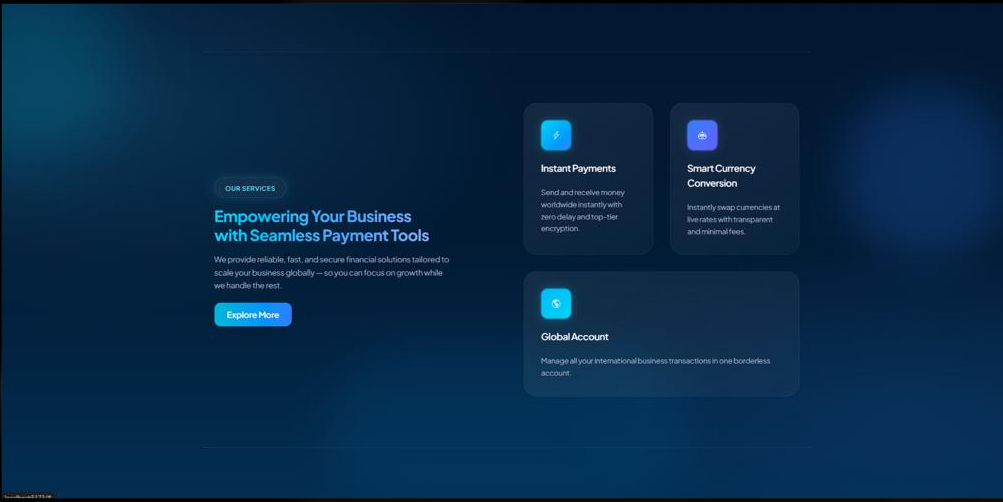 OUR SERVICES
Empowering Your Business
with Seamless Payment Tools
We provide reliable, fast, and secure financial solutions tailored to
scale your business globally — so you can focus on growth while
we handle the rest.
Explore More
Instant Payments
Send and receive money
worldwide instantly with
zero delay and top-tier
encryption.
Smart Currency
Conversion
Instantly swap currencies at
live rates with transparent
and minimal fees.
Global Account
Manage all your international business transactions in one borderless
account.